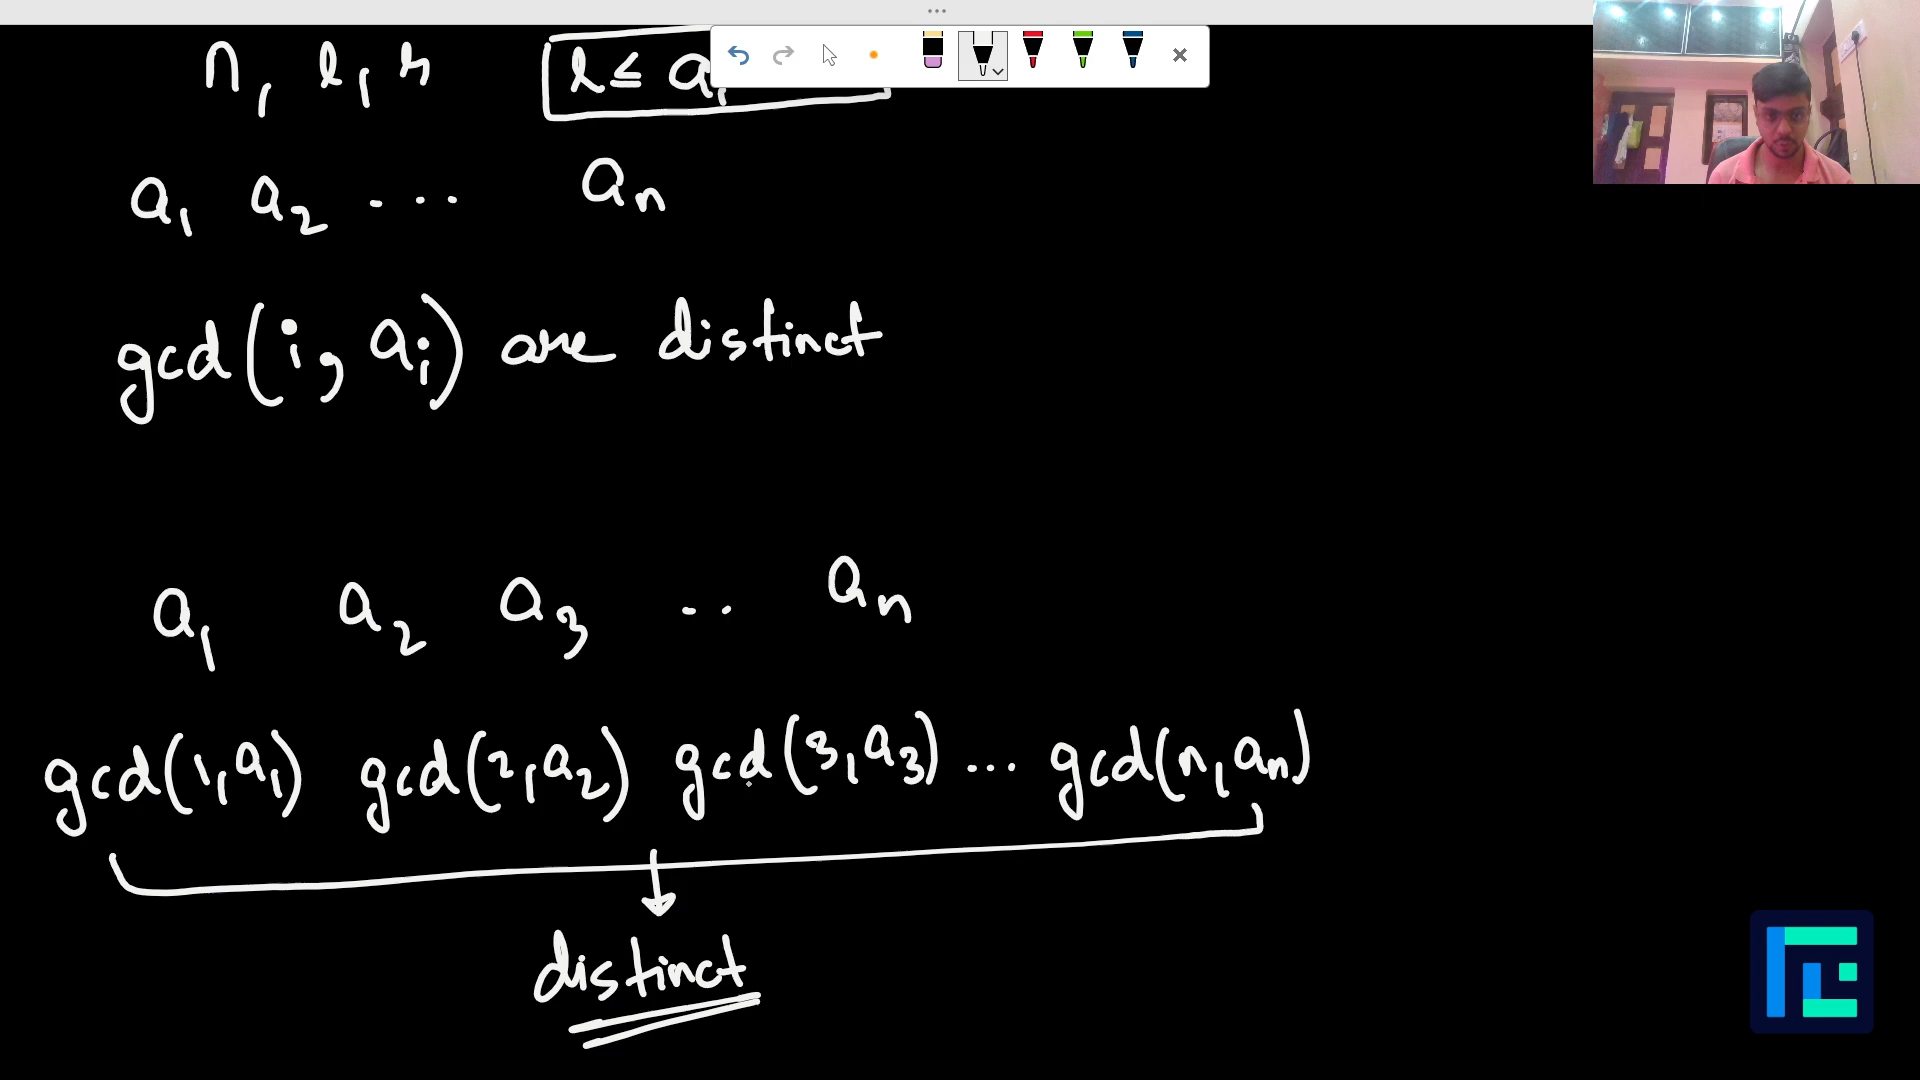 n, l, r l ≤ a
a₁ a₂ ... aₙ
gcd(i, aᵢ) are distinct
a₁ a₂ a₃ .. aₙ
gcd(1,a₁) gcd(2,a₂) gcd(3,a₃) ... gcd(n,aₙ)
distinct